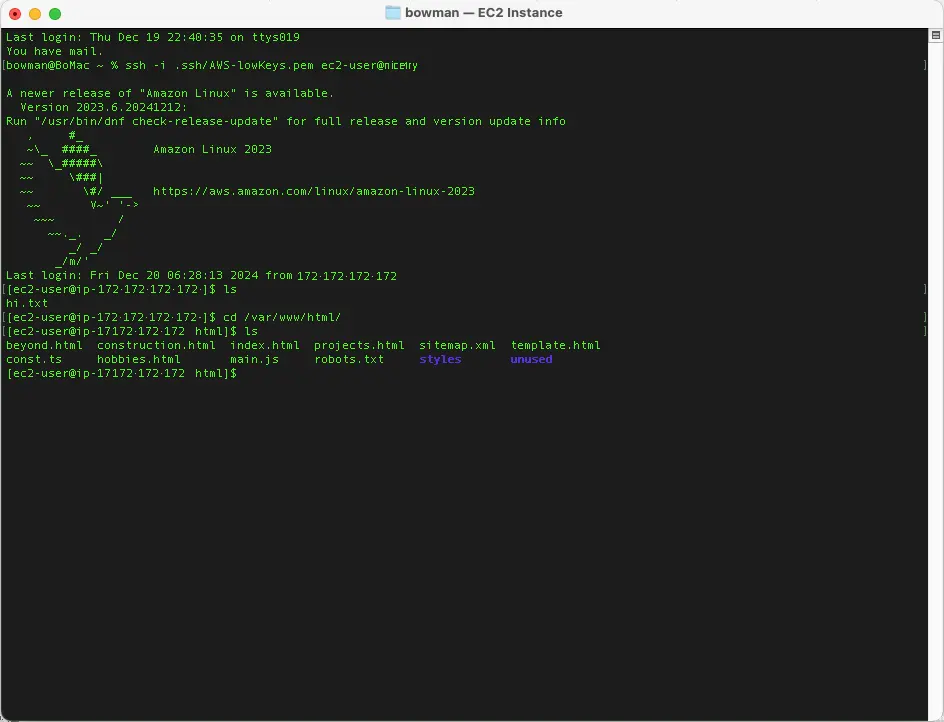 bowman — EC2 Instance
Last login: Thu Dec 19 22:40:35 on ttys019
You have mail.
[bowman@BoMac ~ % ssh -i .ssh/AWS-lowKeys.pem ec2-user@nicetry ]
A newer release of "Amazon Linux" is available.
  Version 2023.6.20241212:
Run "/usr/bin/dnf check-release-update" for full release and version update info
   ,     #_
   ~\_  ####_        Amazon Linux 2023
  ~~  \_#####\
  ~~     \###|
  ~~       \#/ ___   https://aws.amazon.com/linux/amazon-linux-2023
   ~~       V~' '->
    ~~~         /
      ~~._.   _/
         _/ _/
       _/m/'
Last login: Fri Dec 20 06:28:13 2024 from 172·172·172·172
[[ec2-user@ip-172·172·172·172·]$ ls ]
hi.txt
[[ec2-user@ip-172·172·172·172·]$ cd /var/www/html/ ]
[[ec2-user@ip-17172·172·172 html]$ ls ]
beyond.html  construction.html  index.html  projects.html  sitemap.xml  template.html
const.ts     hobbies.html       main.js     robots.txt     styles       unused
[ec2-user@ip-17172·172·172 html]$